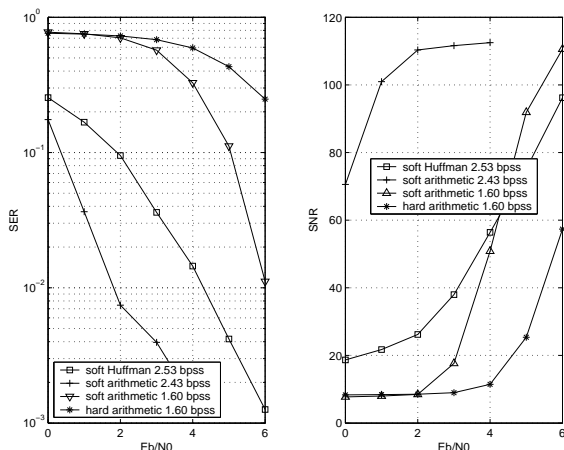 10^0
10^-1
10^-2
10^-3
SER
0 2 4 6
Eb/N0
soft Huffman 2.53 bpss
soft arithmetic 2.43 bpss
soft arithmetic 1.60 bpss
hard arithmetic 1.60 bpss
120
100
80
60
40
20
0
SNR
0 2 4 6
Eb/N0
soft Huffman 2.53 bpss
soft arithmetic 2.43 bpss
soft arithmetic 1.60 bpss
hard arithmetic 1.60 bpss